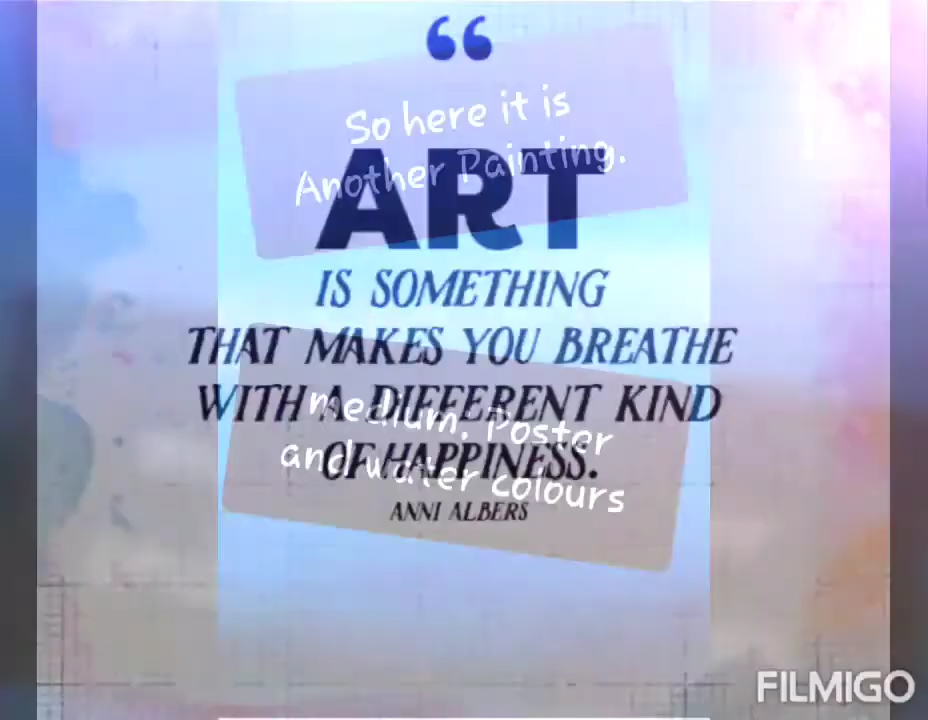 “
So here it is
Another Painting.
ART
IS SOMETHING
THAT MAKES YOU BREATHE
WITH A DIFFERENT KIND
OF HAPPINESS.
ANNI ALBERS
medium: Poster
and water colours
FILMIGO